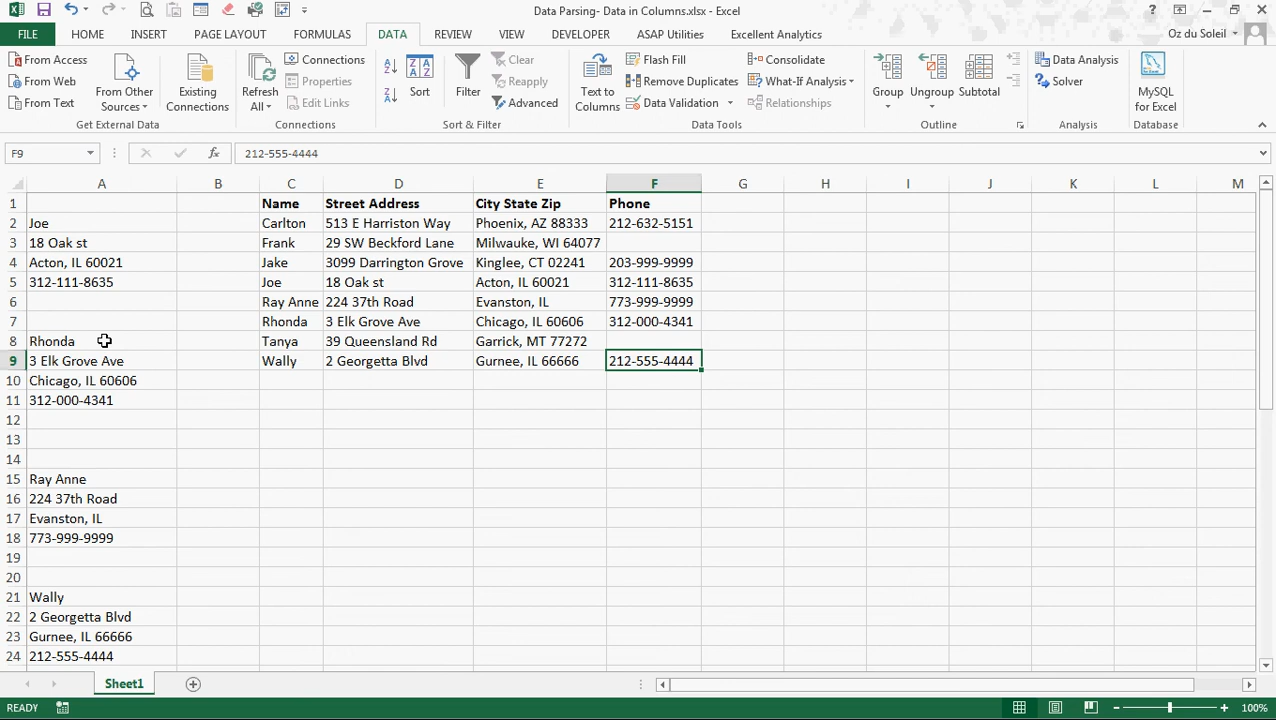 Data Parsing- Data in Columns.xlsx - Excel
?
FILE HOME INSERT PAGE LAYOUT FORMULAS DATA REVIEW VIEW DEVELOPER ASAP Utilities Excellent Analytics Oz du Soleil
From Access
From Web
From Text
From Other Sources
Existing Connections
Get External Data
Refresh All
Connections
Properties
Edit Links
Connections
Sort
Filter
Clear
Reapply
Advanced
Sort & Filter
Text to Columns
Flash Fill
Remove Duplicates
Data Validation
Consolidate
What-If Analysis
Relationships
Data Tools
Group
Ungroup
Subtotal
Outline
Data Analysis
Solver
Analysis
MySQL for Excel
Database
F9 fx 212-555-4444
A B C D E F G H I J K L M
1 Name Street Address City State Zip Phone
2 Joe Carlton 513 E Harriston Way Phoenix, AZ 88333 212-632-5151
3 18 Oak st Frank 29 SW Beckford Lane Milwauke, WI 64077
4 Acton, IL 60021 Jake 3099 Darrington Grove Kinglee, CT 02241 203-999-9999
5 312-111-8635 Joe 18 Oak st Acton, IL 60021 312-111-8635
6 Ray Anne 224 37th Road Evanston, IL 773-999-9999
7 Rhonda 3 Elk Grove Ave Chicago, IL 60606 312-000-4341
8 Rhonda Tanya 39 Queensland Rd Garrick, MT 77272
9 3 Elk Grove Ave Wally 2 Georgetta Blvd Gurnee, IL 66666 212-555-4444
10 Chicago, IL 60606
11 312-000-4341
12
13
14
15 Ray Anne
16 224 37th Road
17 Evanston, IL
18 773-999-9999
19
20
21 Wally
22 2 Georgetta Blvd
23 Gurnee, IL 66666
24 212-555-4444
Sheet1
READY 100%